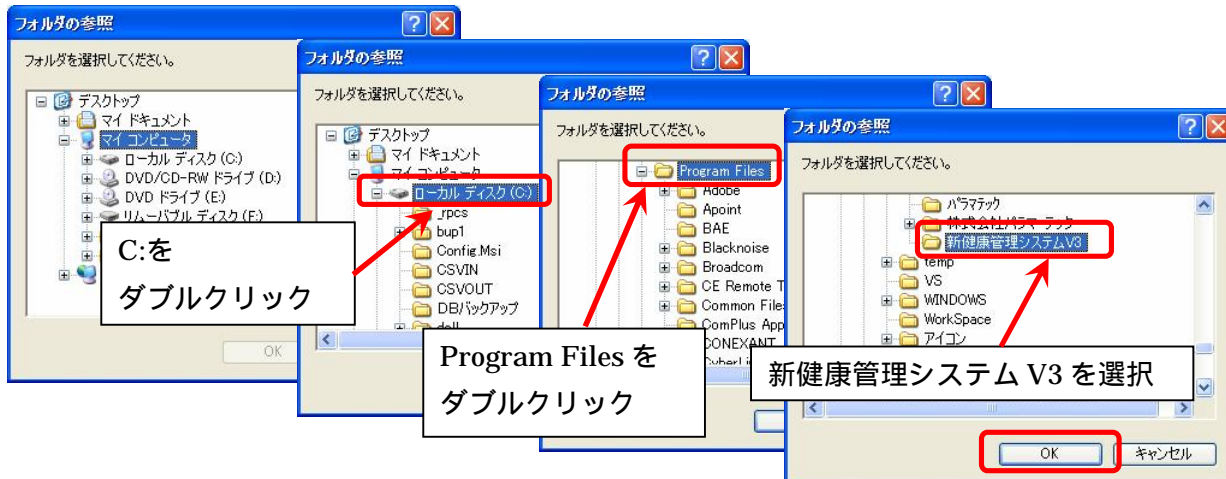 フォルダの参照
フォルダを選択してください。
デスクトップ
マイ ドキュメント
マイ コンピュータ
ローカル ディスク (C:)
DVD/CD-RW ドライブ (D:)
DVD ドライブ (E:)
リムーバブル ディスク (F:)
OK
C:を
ダブルクリック
フォルダの参照
フォルダを選択してください。
デスクトップ
マイ ドキュメント
マイ コンピュータ
ローカル ディスク (C:)
_rpcs
bup1
Config.Msi
CSVIN
CSVOUT
DBバックアップ
dell
フォルダの参照
フォルダを選択してください。
Program Files
Adobe
Apoint
BAE
Blacknoise
Broadcom
CE Remote T
Common File
ComPlus App
CONEXANT
Program Files を
ダブルクリック
フォルダの参照
フォルダを選択してください。
パラマテック
株式会社パラマーテック
新健康管理システムV3
temp
VS
WINDOWS
WorkSpace
アイコン
新健康管理システム V3 を選択
OK
キャンセル